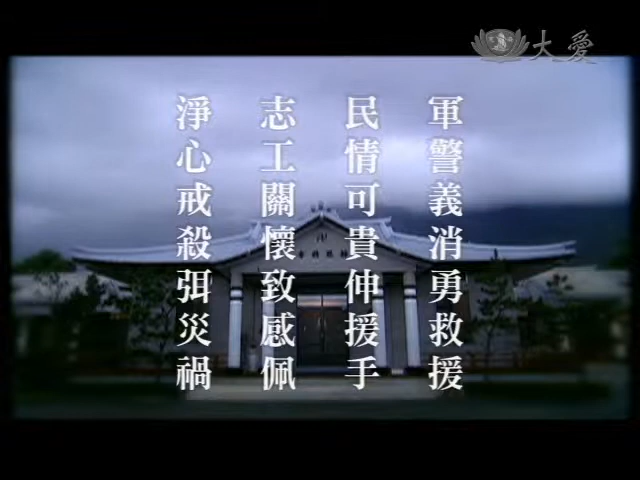 大愛
軍警義消勇救援
民情可貴伸援手
志工關懷致感佩
淨心戒殺弭災禍